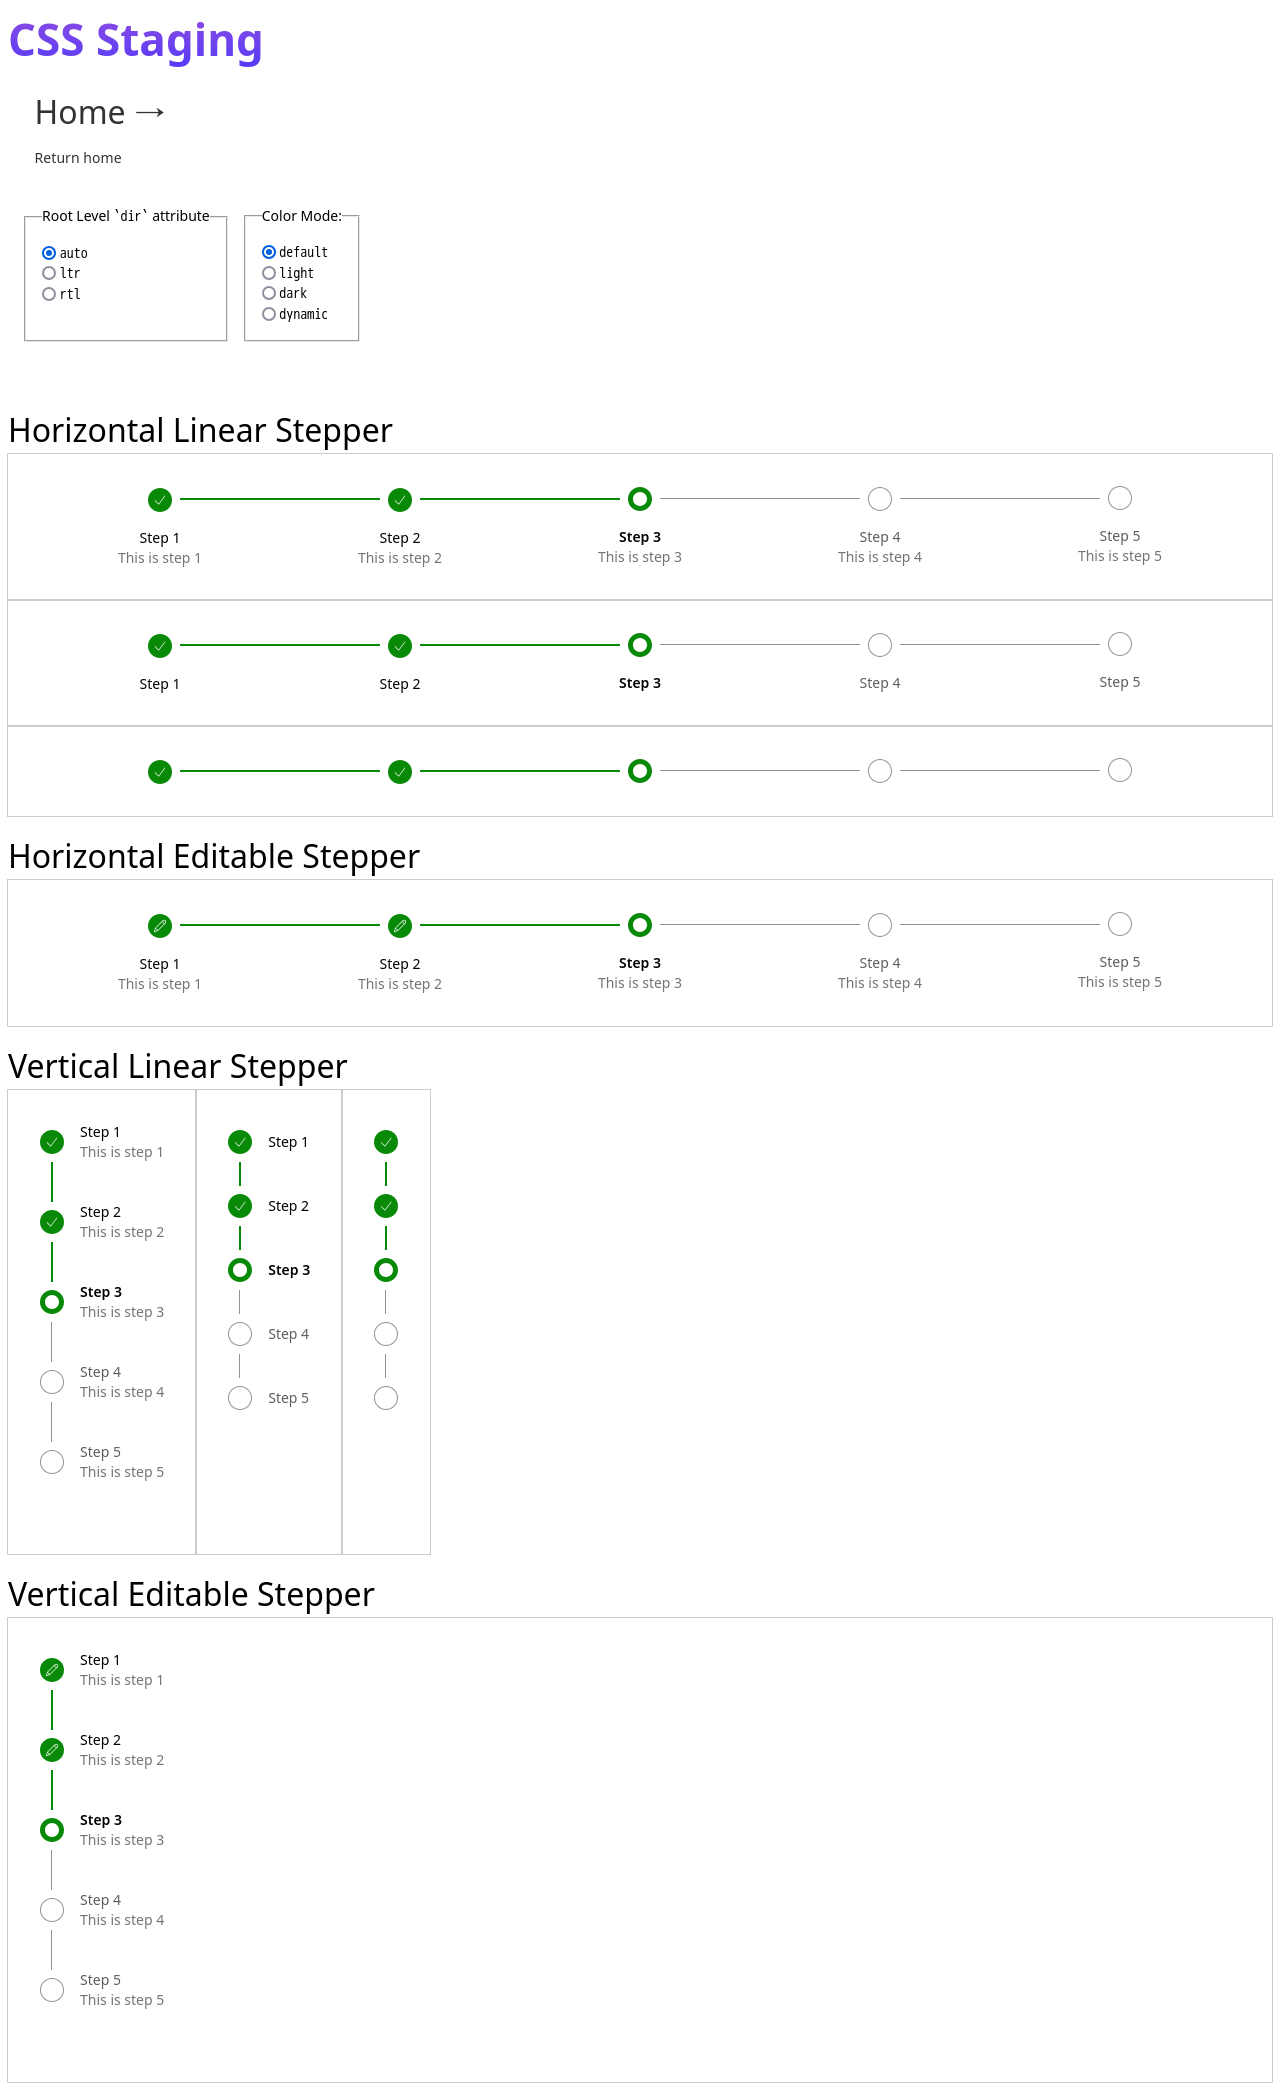 CSS Staging
Home →
Return home
Root Level `dir` attribute
auto
ltr
rtl
Color Mode:
default
light
dark
dynamic
Horizontal Linear Stepper
Step 1 Step 2 Step 3 Step 4 Step 5
This is step 1 This is step 2 This is step 3 This is step 4 This is step 5
Step 1 Step 2 Step 3 Step 4 Step 5
Horizontal Editable Stepper
Step 1 Step 2 Step 3 Step 4 Step 5
This is step 1 This is step 2 This is step 3 This is step 4 This is step 5
Vertical Linear Stepper
Step 1
This is step 1
Step 2
This is step 2
Step 3
This is step 3
Step 4
This is step 4
Step 5
This is step 5
Step 1
Step 2
Step 3
Step 4
Step 5
Vertical Editable Stepper
Step 1
This is step 1
Step 2
This is step 2
Step 3
This is step 3
Step 4
This is step 4
Step 5
This is step 5